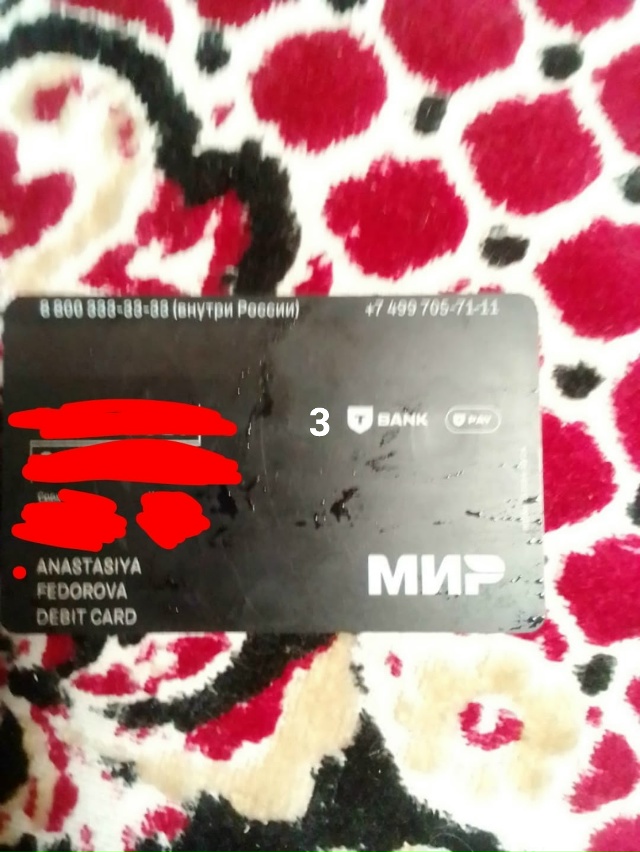 8 800 333-33-33 (внутри России)
+7 499 705-71-11
3
T BANK
PAY
ANASTASIYA
FEDOROVA
DEBIT CARD
МИР